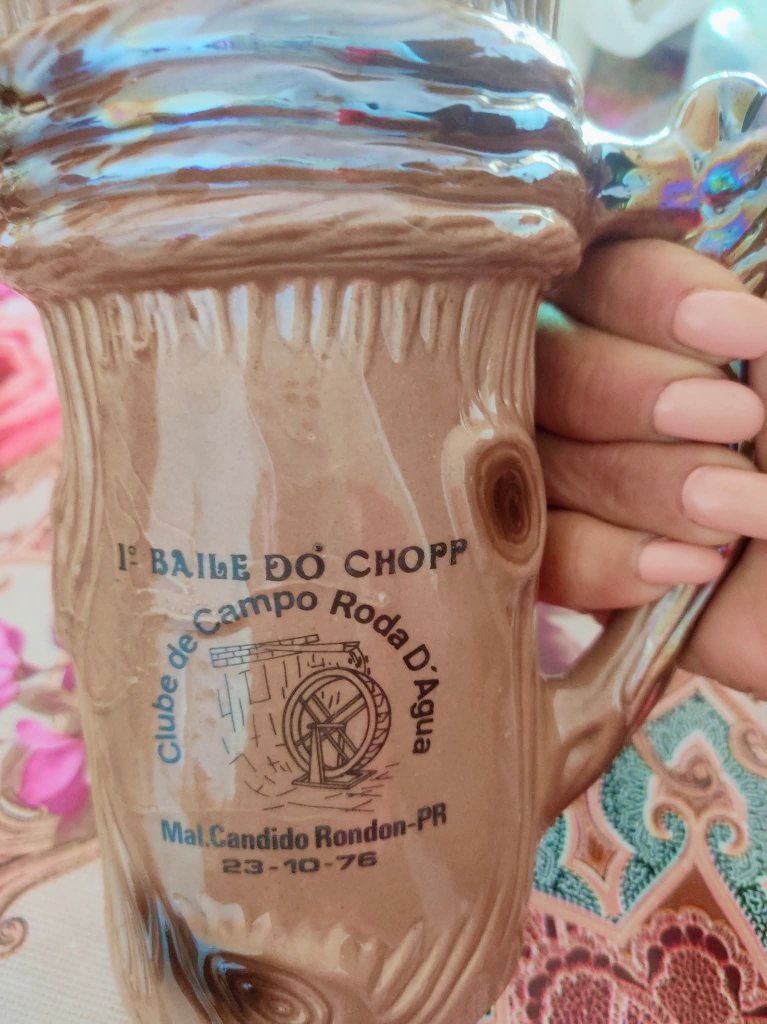 1º BAILE DO CHOPP
Clube de Campo Roda D'Agua
Mal.Candido Rondon-PR
23-10-76